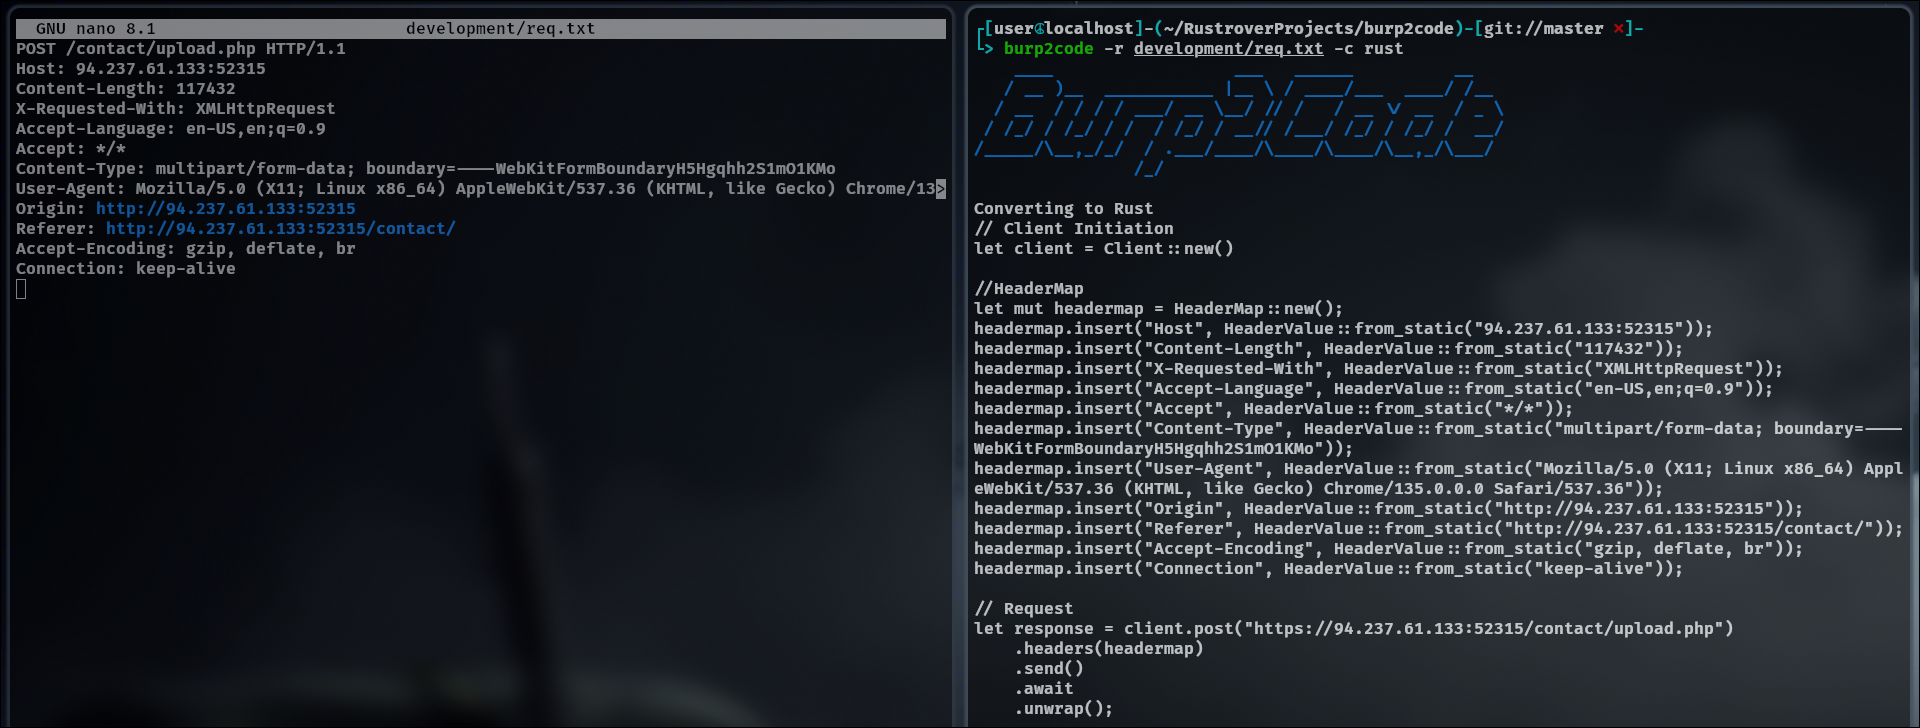 GNU nano 8.1 development/req.txt
POST /contact/upload.php HTTP/1.1
Host: 94.237.61.133:52315
Content-Length: 117432
X-Requested-With: XMLHttpRequest
Accept-Language: en-US,en;q=0.9
Accept: */*
Content-Type: multipart/form-data; boundary=----WebKitFormBoundaryH5Hgqhh2S1mO1KMo
User-Agent: Mozilla/5.0 (X11; Linux x86_64) AppleWebKit/537.36 (KHTML, like Gecko) Chrome/13>
Origin: http://94.237.61.133:52315
Referer: http://94.237.61.133:52315/contact/
Accept-Encoding: gzip, deflate, br
Connection: keep-alive
┌[user☮localhost]-(~/RustroverProjects/burp2code)-[git://master ✗]-
└> burp2code -r development/req.txt -c rust
Burp2Code
Converting to Rust
// Client Initiation
let client = Client::new()
//HeaderMap
let mut headermap = HeaderMap::new();
headermap.insert("Host", HeaderValue::from_static("94.237.61.133:52315"));
headermap.insert("Content-Length", HeaderValue::from_static("117432"));
headermap.insert("X-Requested-With", HeaderValue::from_static("XMLHttpRequest"));
headermap.insert("Accept-Language", HeaderValue::from_static("en-US,en;q=0.9"));
headermap.insert("Accept", HeaderValue::from_static("*/*"));
headermap.insert("Content-Type", HeaderValue::from_static("multipart/form-data; boundary=----
WebKitFormBoundaryH5Hgqhh2S1mO1KMo"));
headermap.insert("User-Agent", HeaderValue::from_static("Mozilla/5.0 (X11; Linux x86_64) Appl
eWebKit/537.36 (KHTML, like Gecko) Chrome/135.0.0.0 Safari/537.36"));
headermap.insert("Origin", HeaderValue::from_static("http://94.237.61.133:52315"));
headermap.insert("Referer", HeaderValue::from_static("http://94.237.61.133:52315/contact/"));
headermap.insert("Accept-Encoding", HeaderValue::from_static("gzip, deflate, br"));
headermap.insert("Connection", HeaderValue::from_static("keep-alive"));
// Request
let response = client.post("https://94.237.61.133:52315/contact/upload.php")
    .headers(headermap)
    .send()
    .await
    .unwrap();